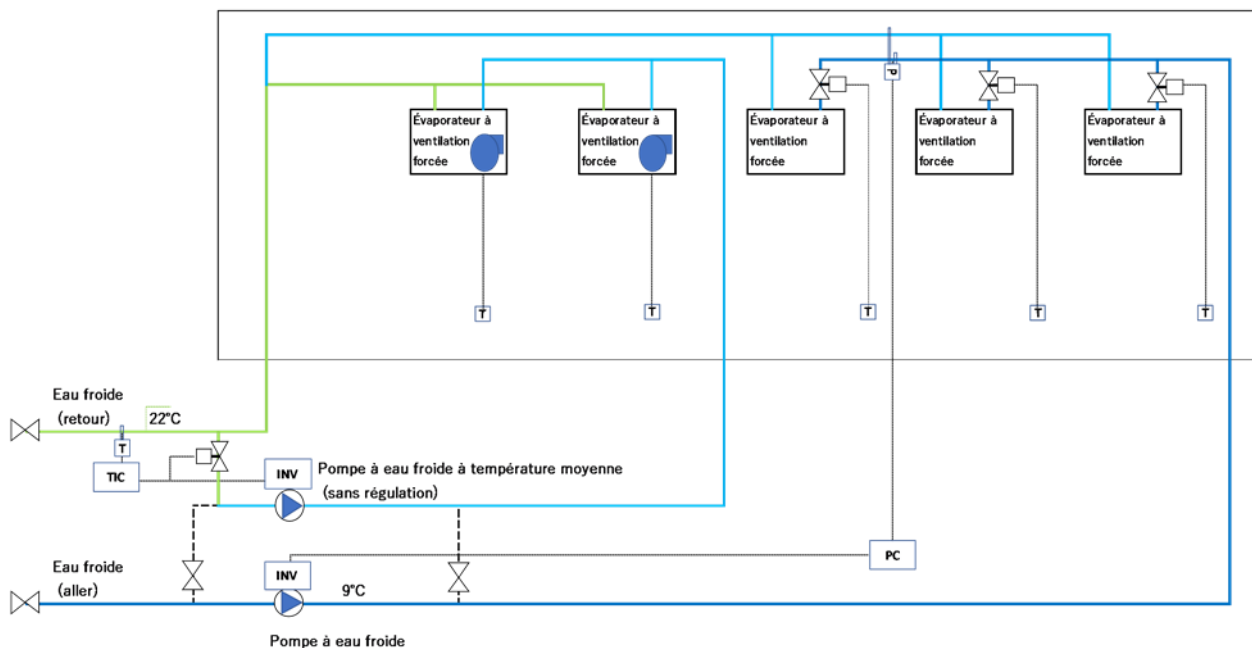 P
Évaporateur à
ventilation
forcée
Évaporateur à
ventilation
forcée
Évaporateur à
ventilation
forcée
Évaporateur à
ventilation
forcée
Évaporateur à
ventilation
forcée
T
T
T
T
T
Eau froide
(retour)
22°C
T
TIC
INV
Pompe à eau froide à température moyenne
(sans régulation)
Eau froide
(aller)
INV
9°C
PC
Pompe à eau froide